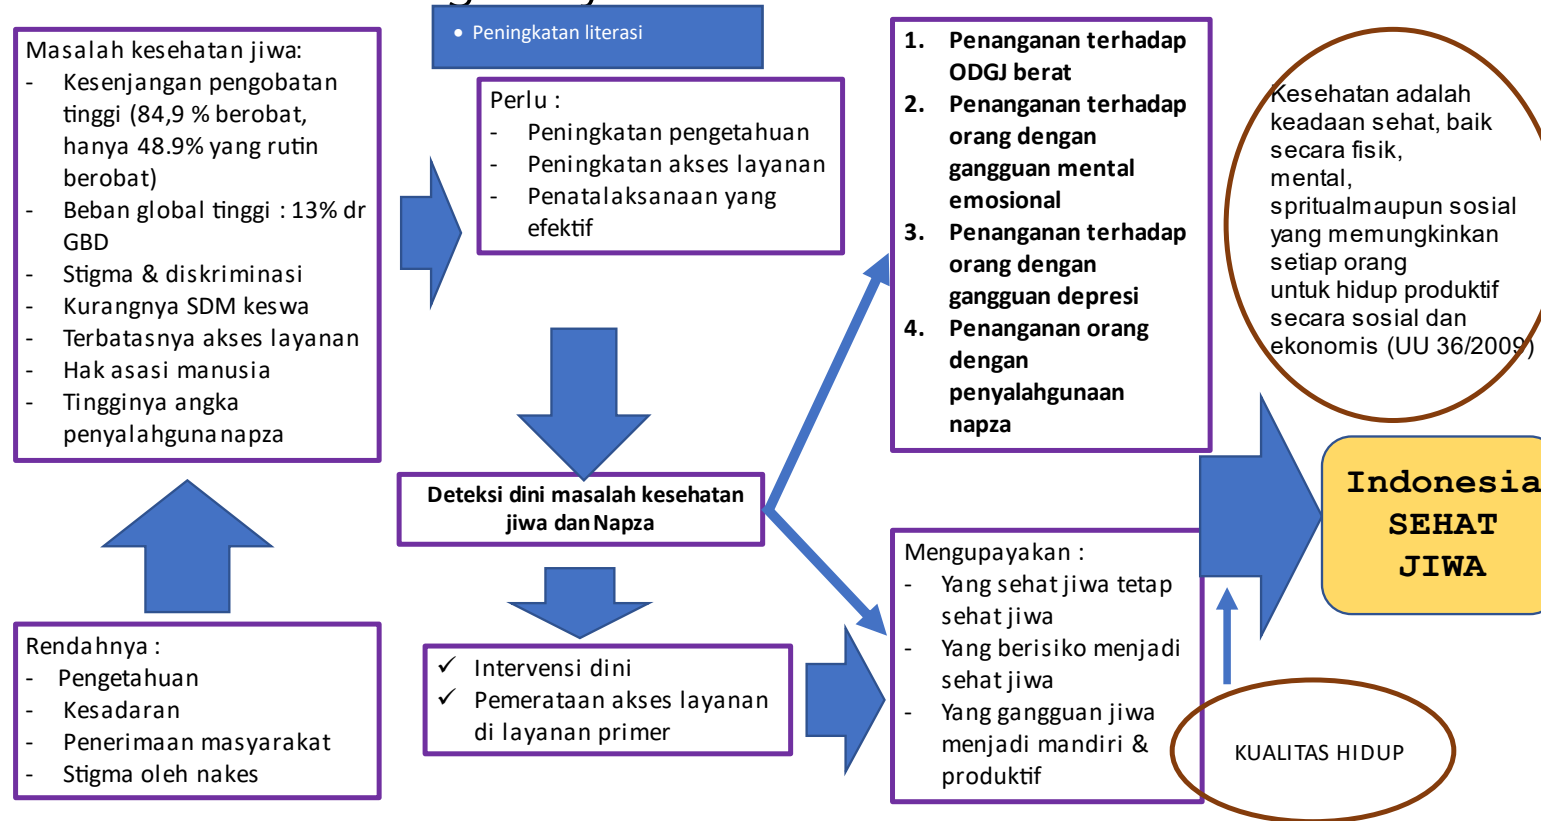 Peningkatan literasi
Masalah kesehatan jiwa:
- Kesenjangan pengobatan
tinggi (84,9 % berobat,
hanya 48.9% yang rutin
berobat)
- Beban global tinggi : 13% dr
GBD
- Stigma & diskriminasi
- Kurangnya SDM keswa
- Terbatasnya akses layanan
- Hak asasi manusia
- Tingginya angka
penyalahguna napza
Rendahnya :
- Pengetahuan
- Kesadaran
- Penerimaan masyarakat
- Stigma oleh nakes
Perlu :
- Peningkatan pengetahuan
- Peningkatan akses layanan
- Penatalaksanaan yang
efektif
Deteksi dini masalah kesehatan
jiwa dan Napza
✓ Intervensi dini
✓ Pemerataan akses layanan
di layanan primer
1. Penanganan terhadap
ODGJ berat
2. Penanganan terhadap
orang dengan
gangguan mental
emosional
3. Penanganan terhadap
orang dengan
gangguan depresi
4. Penanganan orang
dengan
penyalahgunaan
napza
Mengupayakan :
- Yang sehat jiwa tetap
sehat jiwa
- Yang berisiko menjadi
sehat jiwa
- Yang gangguan jiwa
menjadi mandiri &
produktif
Kesehatan adalah
keadaan sehat, baik
secara fisik,
mental,
spritualmaupun sosial
yang memungkinkan
setiap orang
untuk hidup produktif
secara sosial dan
ekonomis (UU 36/2009)
Indonesia
SEHAT
JIWA
KUALITAS HIDUP